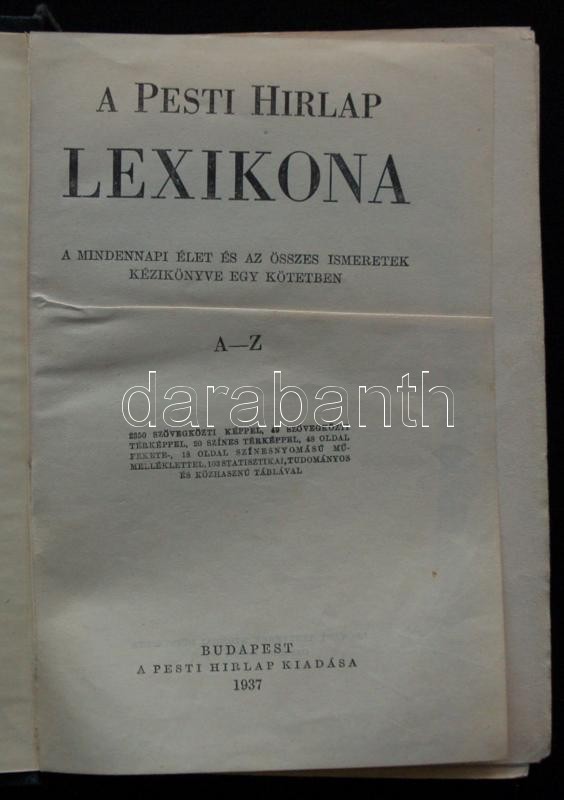 A PESTI HIRLAP
LEXIKONA
A MINDENNAPI ÉLET ÉS AZ ÖSSZES ISMERETEK
KÉZIKÖNYVE EGY KÖTETBEN
A—Z
darabanth
2350 SZÖVEGKÖZTI KÉPPEL, 49 SZÖVEGKÖZTI
TÉRKÉPPEL, 20 SZÍNES TÉRKÉPPEL, 48 OLDAL
FEKETE-, 18 OLDAL SZÍNESNYOMÁSÚ MŰ-
MELLÉKLETTEL, 103 STATISZTIKAI, TUDOMÁNYOS
ÉS KÖZHASZNÚ TÁBLÁVAL
BUDAPEST
A PESTI HIRLAP KIADÁSA
1937